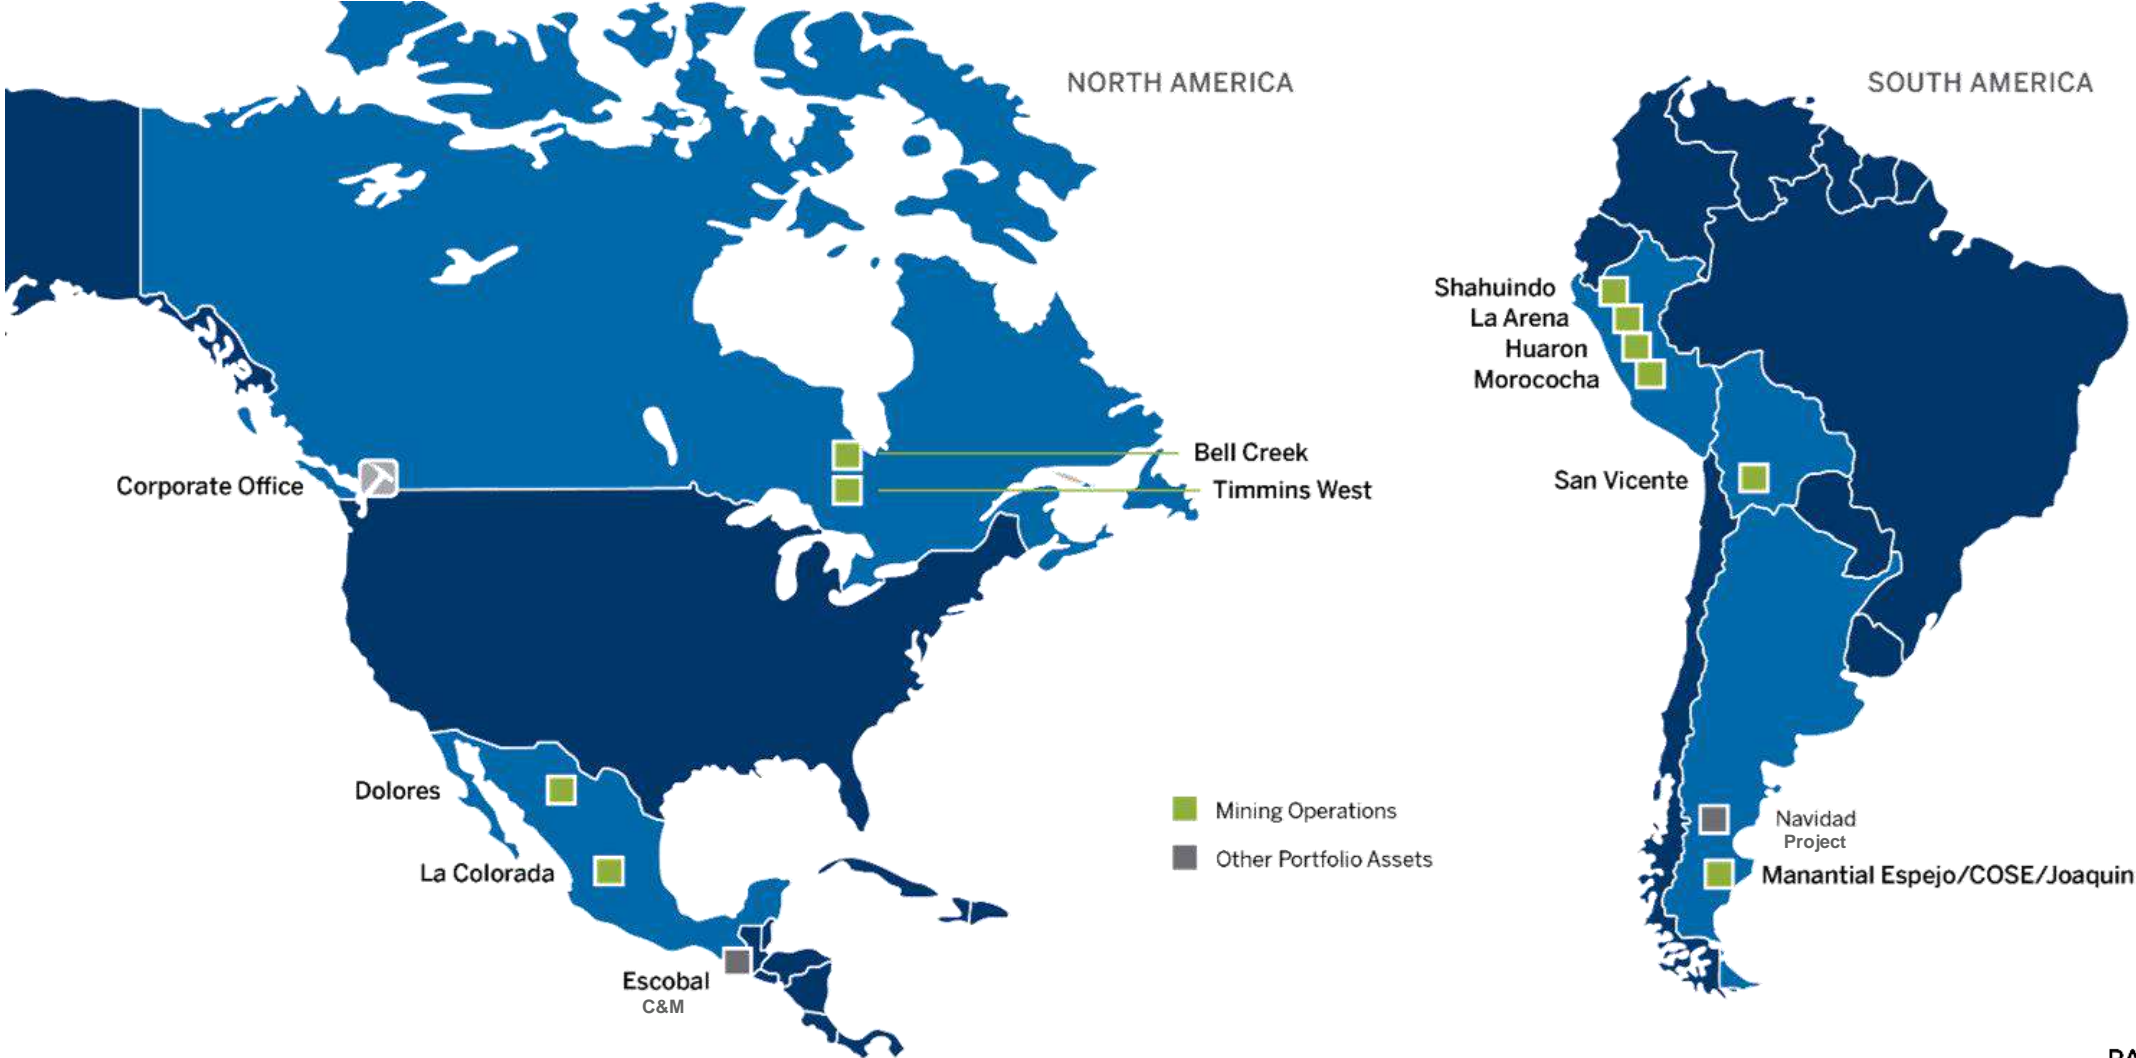 NORTH AMERICA
SOUTH AMERICA
Shahuindo
La Arena
Huaron
Morococha
Bell Creek
Timmins West
Corporate Office
San Vicente
Dolores
La Colorada
Escobal
C&M
Mining Operations
Other Portfolio Assets
Navidad
Project
Manantial Espejo/COSE/Joaquin